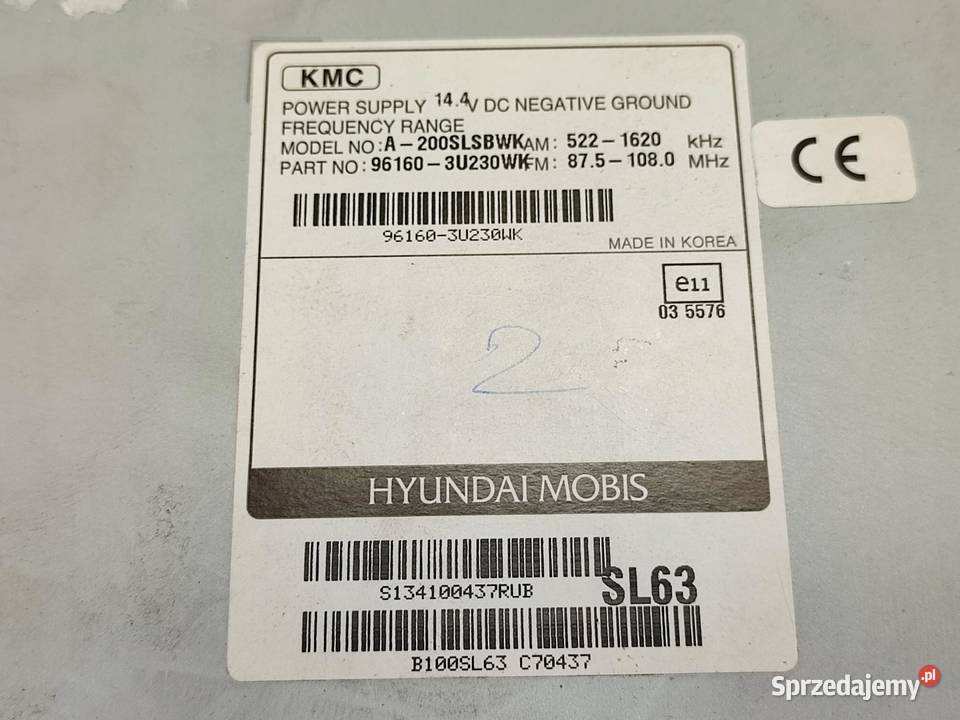 KMC
POWER SUPPLY 14.4V DC NEGATIVE GROUND
FREQUENCY RANGE
MODEL NO: A-200SLSBWK AM: 522-1620 kHz
PART NO: 96160-3U230WK FM: 87.5-108.0 MHz
96160-3U230WK
MADE IN KOREA
CE
e11
03 5576
2
HYUNDAI MOBIS
S134100437RUB
SL63
B100SL63 C70437
Sprzedajemy.pl